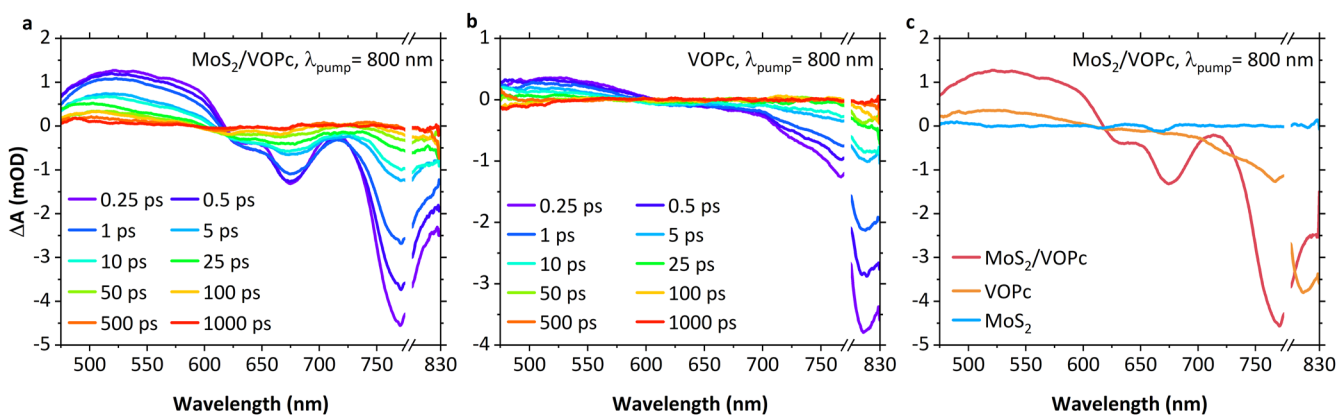 a
MoS2/VOPc, λpump= 800 nm
ΔA (mOD)
2
1
0
-1
-2
-3
-4
-5
0.25 ps
0.5 ps
1 ps
5 ps
10 ps
25 ps
50 ps
100 ps
500 ps
1000 ps
500 550 600 650 700 750 830
Wavelength (nm)
b
VOPc, λpump= 800 nm
1
0
-1
-2
-3
-4
0.25 ps
0.5 ps
1 ps
5 ps
10 ps
25 ps
50 ps
100 ps
500 ps
1000 ps
500 550 600 650 700 750 830
Wavelength (nm)
c
MoS2/VOPc, λpump= 800 nm
2
1
0
-1
-2
-3
-4
-5
MoS2/VOPc
VOPc
MoS2
500 550 600 650 700 750 830
Wavelength (nm)